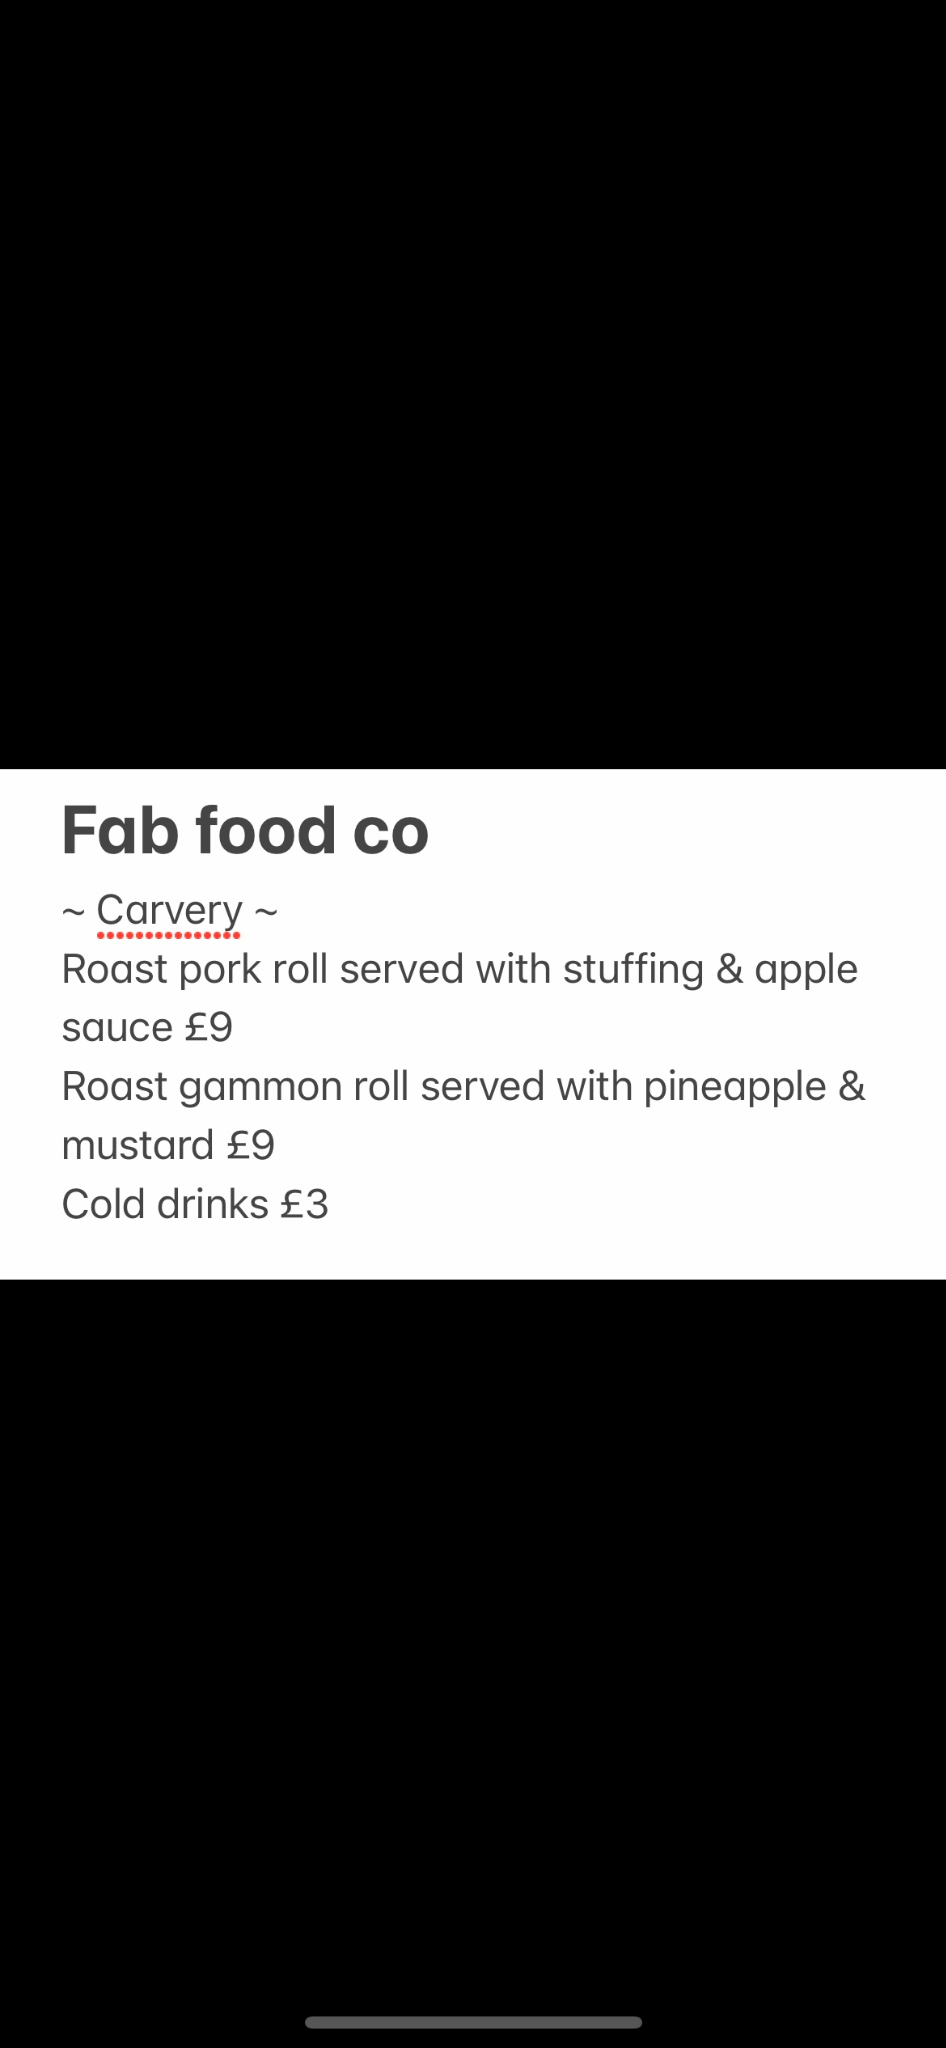 Fab food co
~ Carvery ~
Roast pork roll served with stuffing & apple
sauce £9
Roast gammon roll served with pineapple &
mustard £9
Cold drinks £3